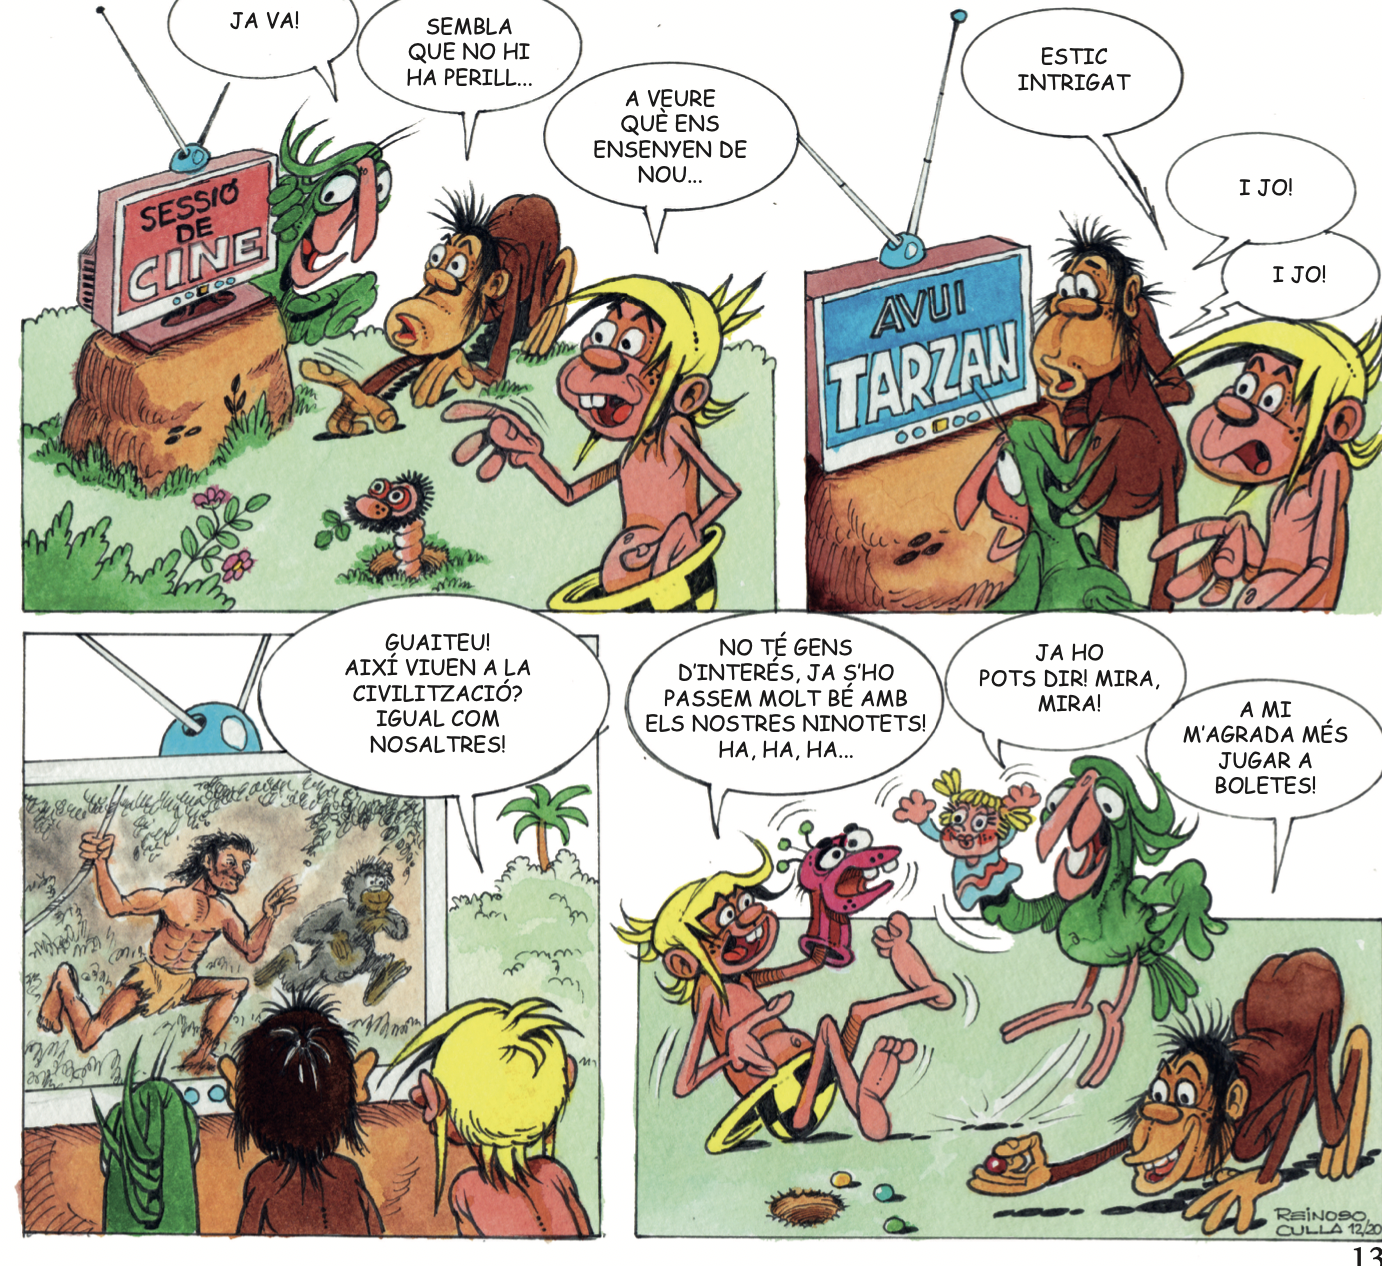 JA VA!
SEMBLA
QUE NO HI
HA PERILL...
A VEURE
QUÈ ENS
ENSENYEN DE
NOU...
SESSIÓ
DE
CINE
ESTIC
INTRIGAT
I JO!
I JO!
AVUI
TARZAN
GUAITEU!
AIXÍ VIUEN A LA
CIVILITZACIÓ?
IGUAL COM
NOSALTRES!
NO TÉ GENS
D'INTERÉS, JA S'HO
PASSEM MOLT BÉ AMB
ELS NOSTRES NINOTETS!
HA, HA, HA...
JA HO
POTS DIR! MIRA,
MIRA!
A MI
M'AGRADA MÉS
JUGAR A
BOLETES!
REINOSO
CULLA 12/20
13